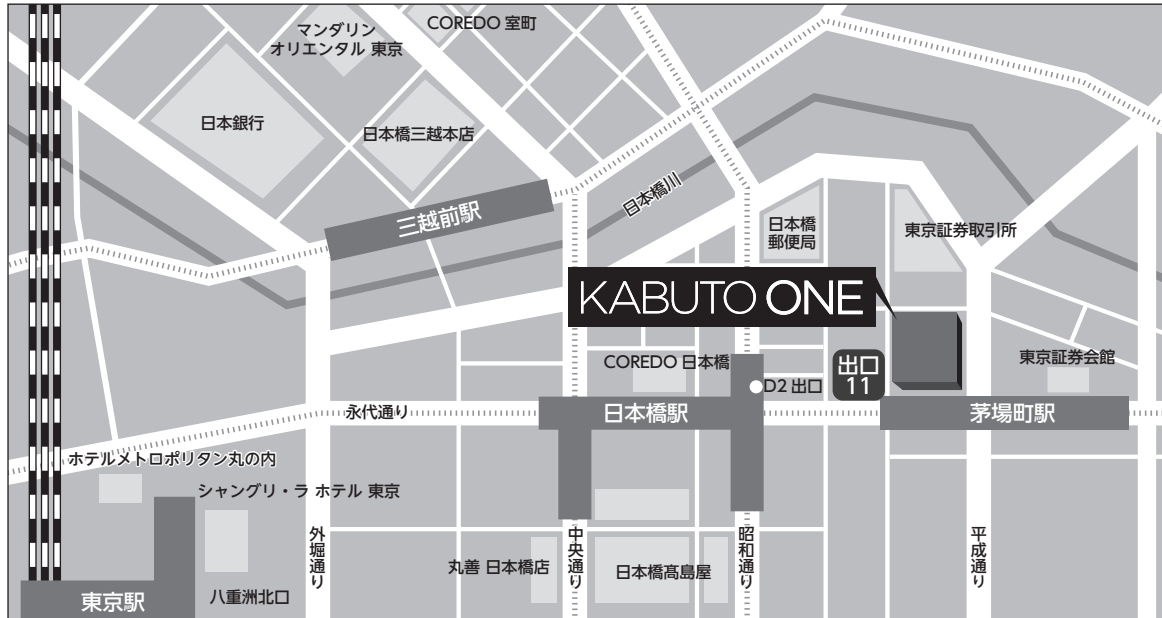 マンダリン
オリエンタル 東京
COREDO 室町
日本銀行
日本橋三越本店
日本橋川
三越前駅
日本橋
郵便局
東京証券取引所
KABUTO ONE
COREDO 日本橋
D2 出口
出口
11
東京証券会館
永代通り
日本橋駅
茅場町駅
ホテルメトロポリタン丸の内
シャングリ・ラ ホテル 東京
外堀通り
中央通り
昭和通り
平成通り
丸善 日本橋店
日本橋髙島屋
東京駅
八重洲北口